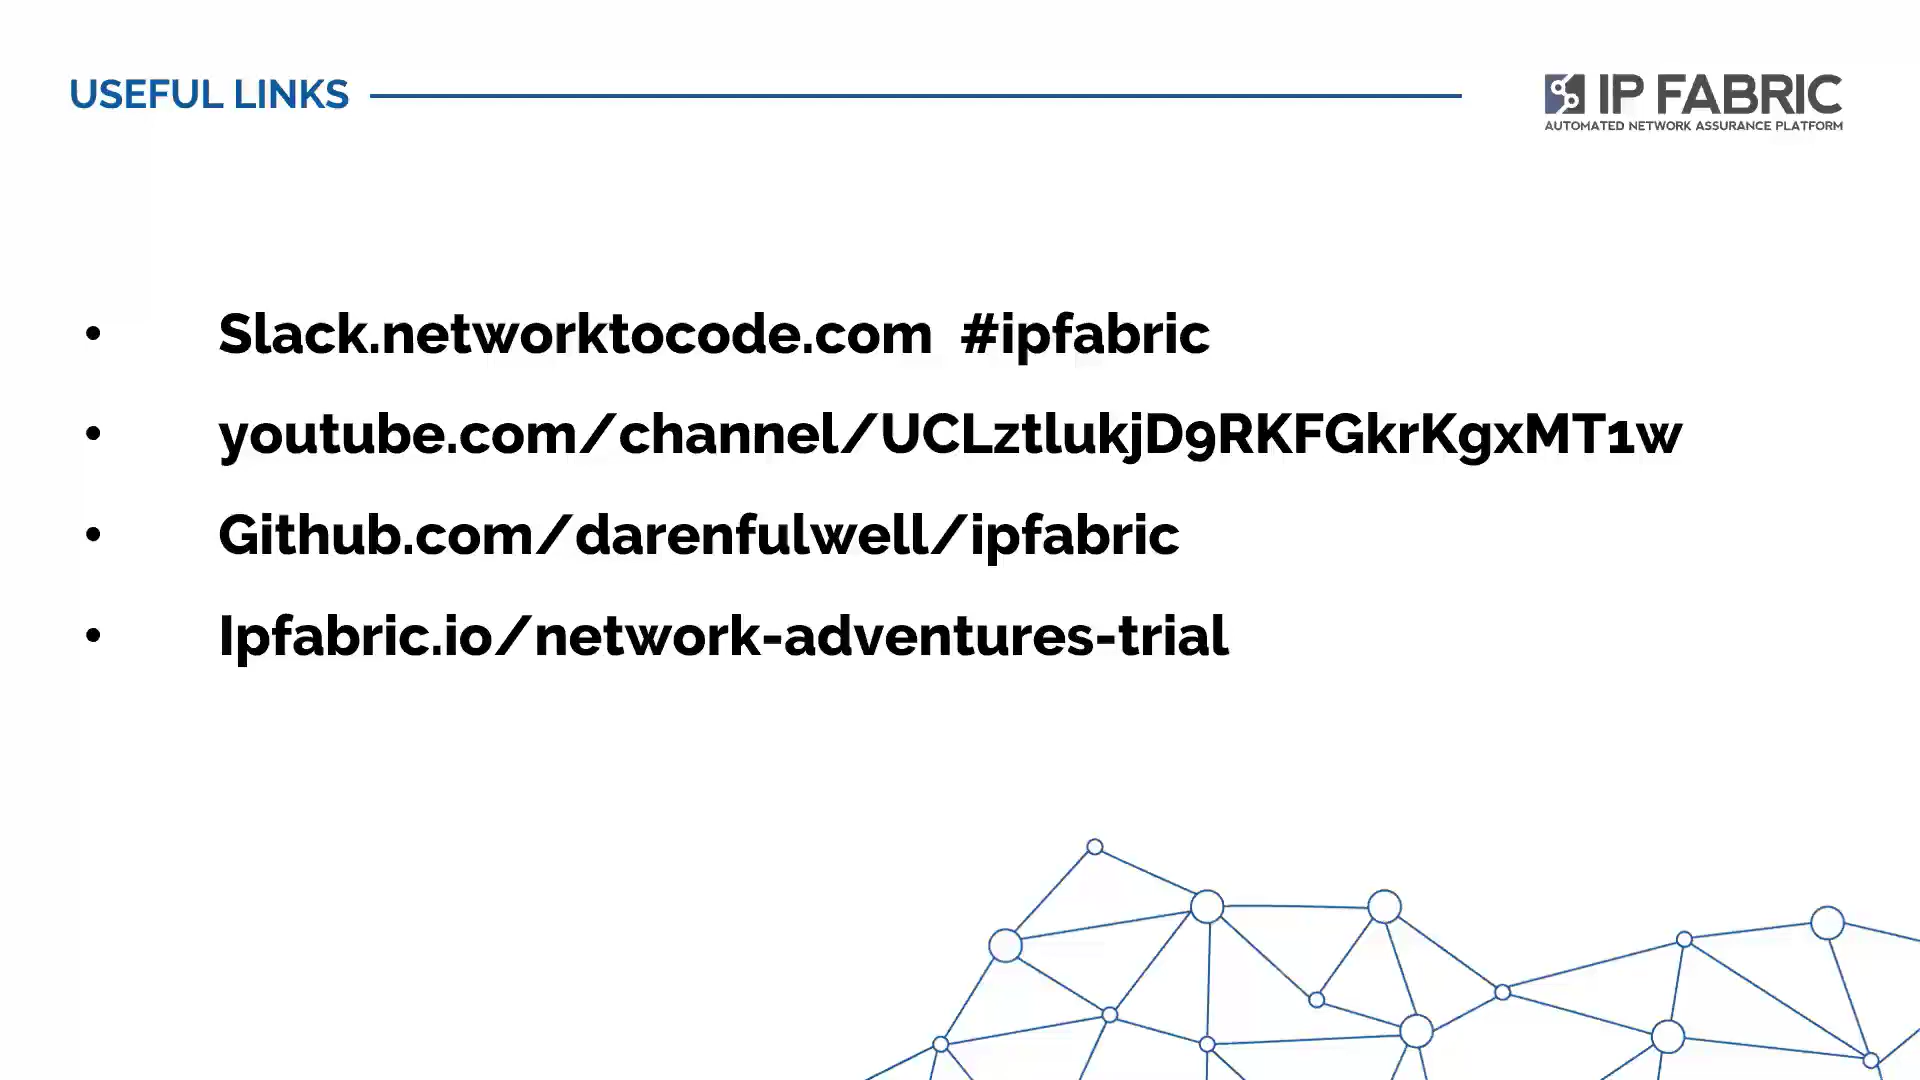 USEFUL LINKS
IP FABRIC
AUTOMATED NETWORK ASSURANCE PLATFORM
• Slack.networktocode.com #ipfabric
• youtube.com/channel/UCLztlukjD9RKFGkrKgxMT1w
• Github.com/darenfulwell/ipfabric
• Ipfabric.io/network-adventures-trial